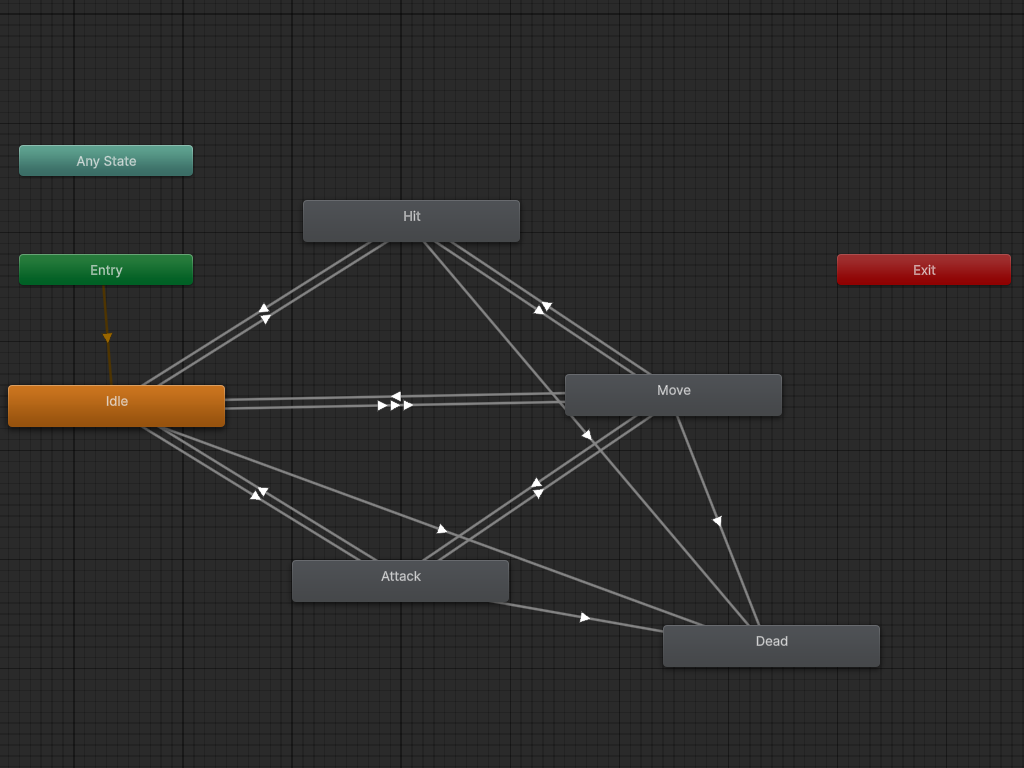 Any State
Hit
Entry
Exit
Move
Idle
Attack
Dead